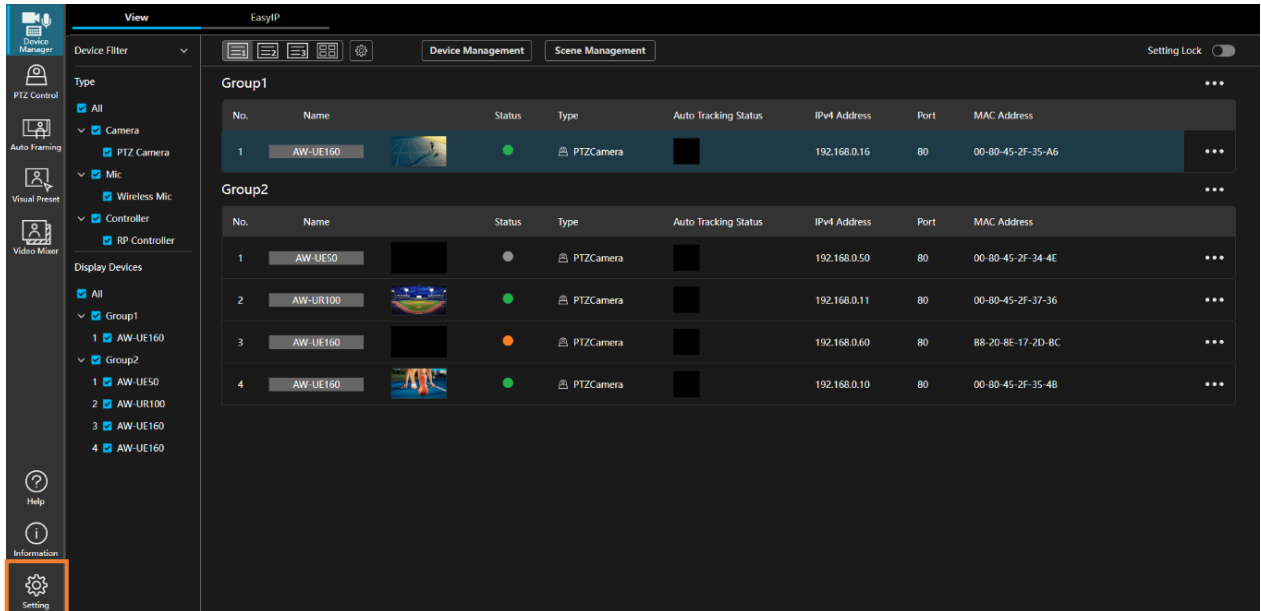 View
EasyIP
Device
Manager
PTZ Control
Auto Framing
Visual Preset
Video Mixer
Help
Information
Setting
Device Filter
Type
All
Camera
PTZ Camera
Mic
Wireless Mic
Controller
RP Controller
Display Devices
All
Group1
1 AW-UE160
Group2
1 AW-UE50
2 AW-UR100
3 AW-UE160
4 AW-UE160
1 2 3 Device Management Scene Management Setting Lock
Group1
No. Name Status Type Auto Tracking Status IPv4 Address Port MAC Address
1 AW-UE160 PTZCamera 192.168.0.16 80 00-80-45-2F-35-A6
Group2
No. Name Status Type Auto Tracking Status IPv4 Address Port MAC Address
1 AW-UE50 PTZCamera 192.168.0.50 80 00-80-45-2F-34-4E
2 AW-UR100 PTZCamera 192.168.0.11 80 00-80-45-2F-37-36
3 AW-UE160 PTZCamera 192.168.0.60 80 B8-20-8E-17-2D-BC
4 AW-UE160 PTZCamera 192.168.0.10 80 00-80-45-2F-35-4B